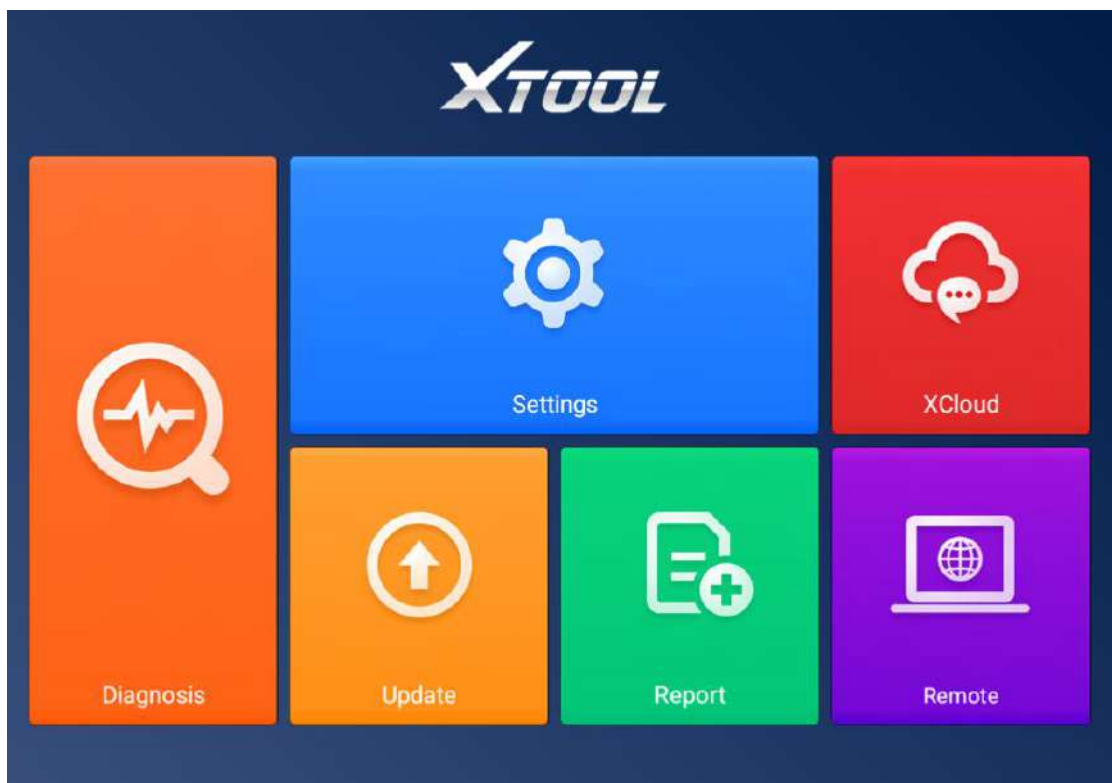 XTOOL
Settings
XCloud
Diagnosis
Update
Report
Remote